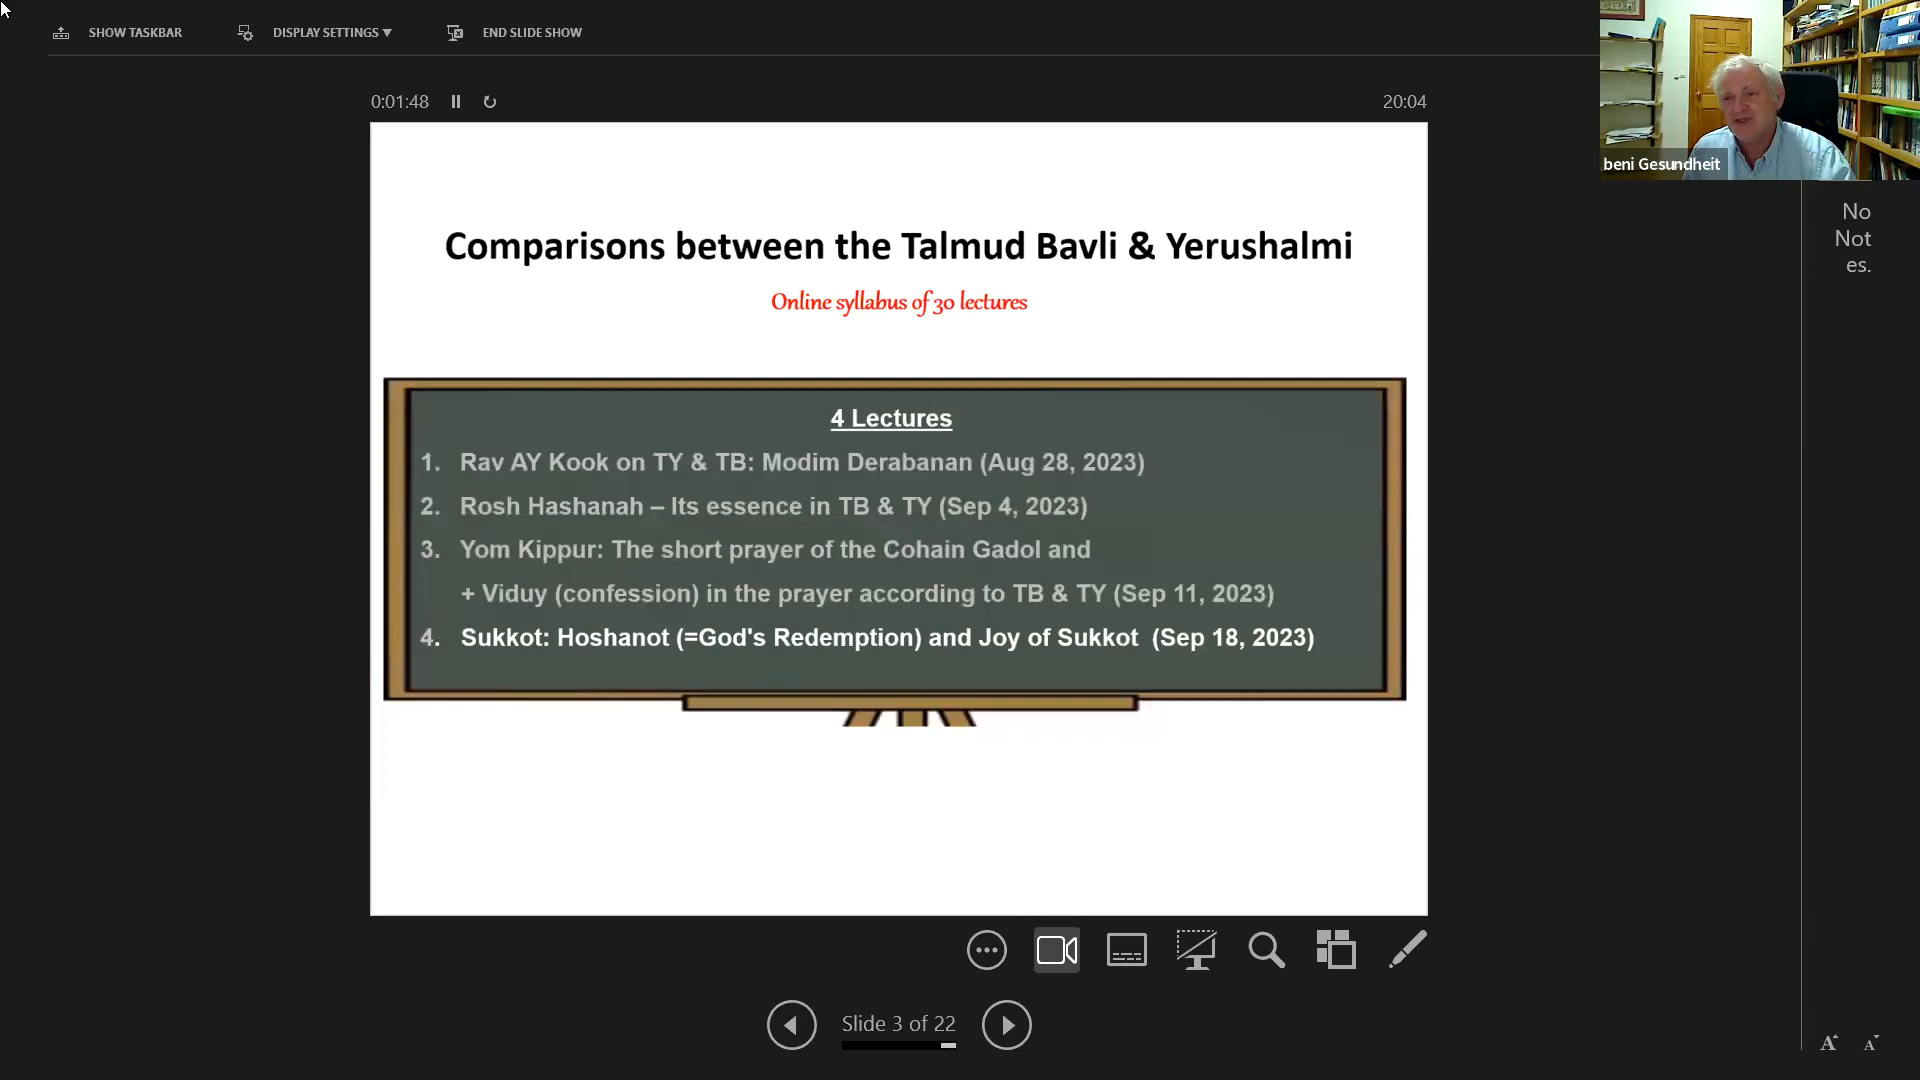 SHOW TASKBAR
DISPLAY SETTINGS ▼
END SLIDE SHOW
0:01:48
20:04
beni Gesundheit
No
Not
es.
Comparisons between the Talmud Bavli & Yerushalmi
Online syllabus of 30 lectures
4 Lectures
1. Rav AY Kook on TY & TB: Modim Derabanan (Aug 28, 2023)
2. Rosh Hashanah – Its essence in TB & TY (Sep 4, 2023)
3. Yom Kippur: The short prayer of the Cohain Gadol and
+ Viduy (confession) in the prayer according to TB & TY (Sep 11, 2023)
4. Sukkot: Hoshanot (=God's Redemption) and Joy of Sukkot (Sep 18, 2023)
Slide 3 of 22
A A